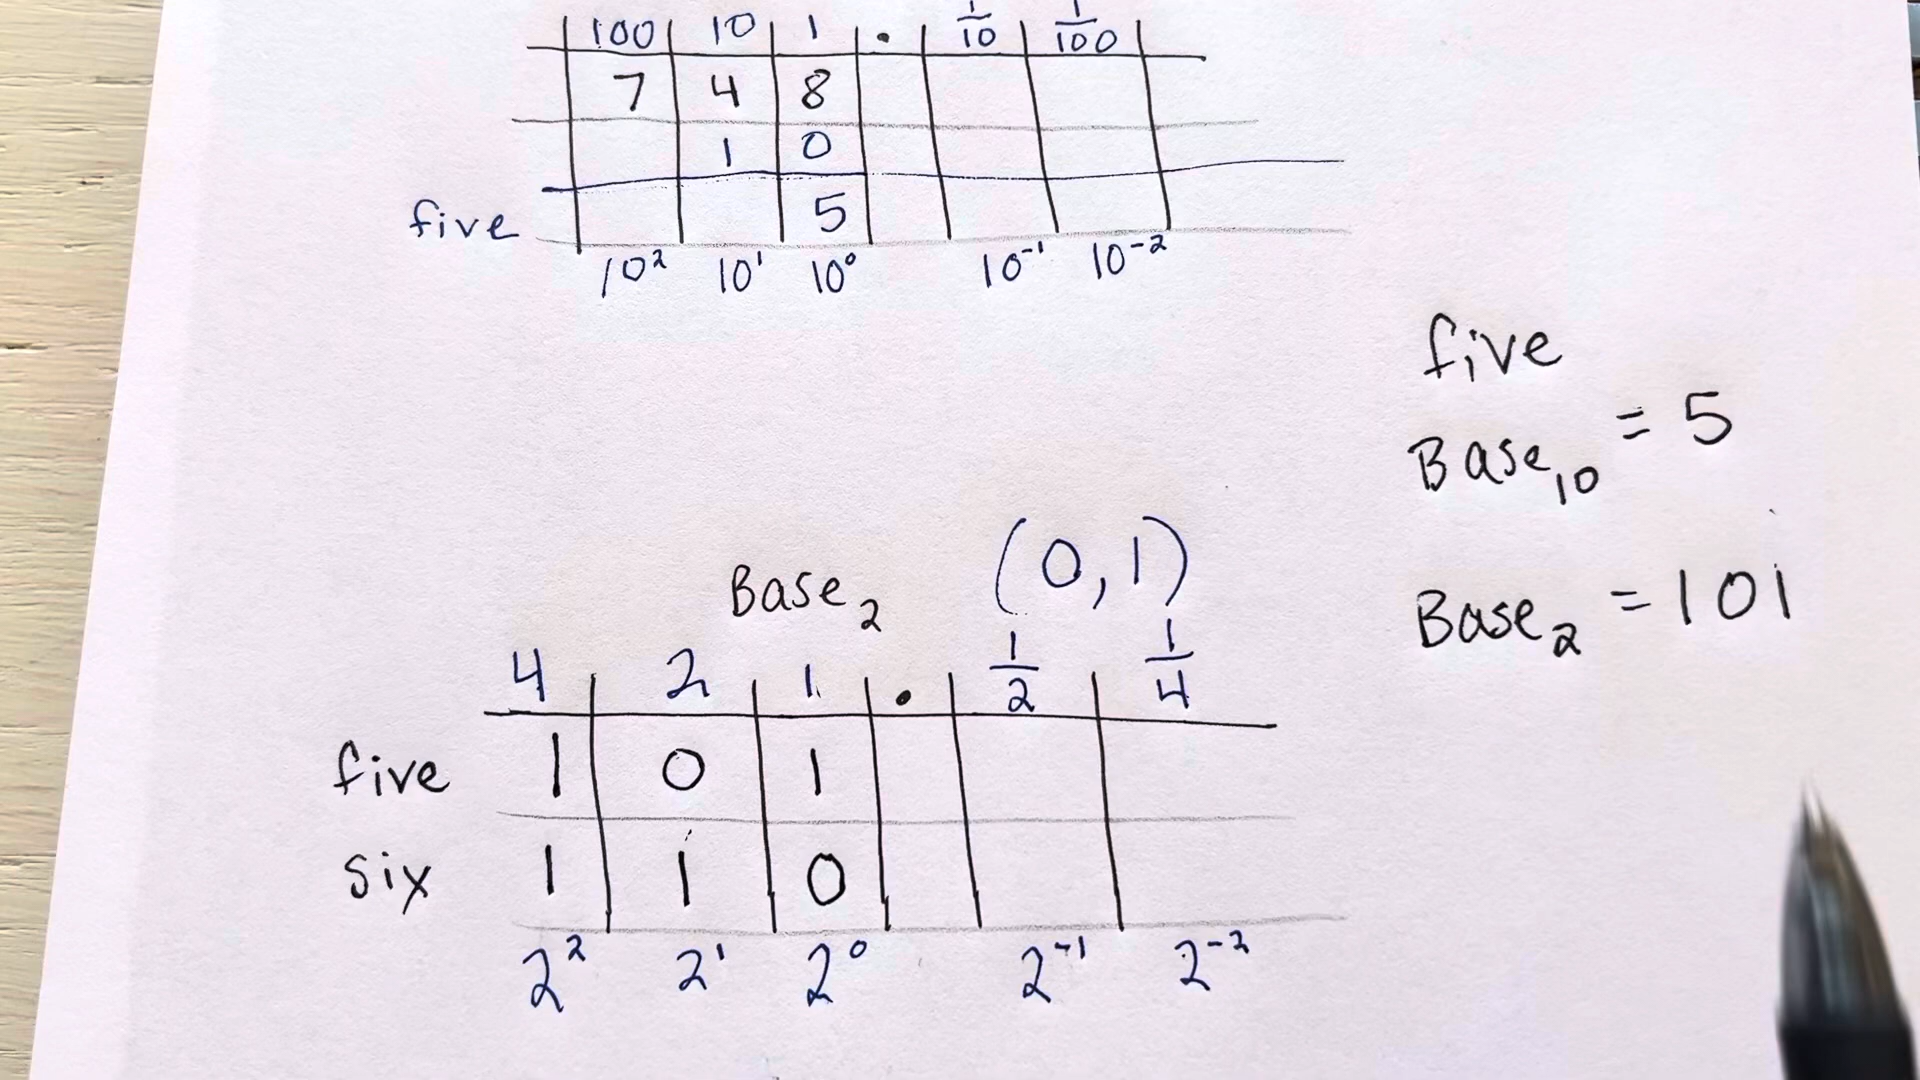 100 10 1 . 1/10 1/100
7 4 8
1 0
five 5
10² 10¹ 10⁰ 10⁻¹ 10⁻²
five
Base₁₀ = 5
Base₂ = 101
Base₂ (0,1)
4 2 1 . 1/2 1/4
five 1 0 1
six 1 1 0
2² 2¹ 2⁰ 2⁻¹ 2⁻²